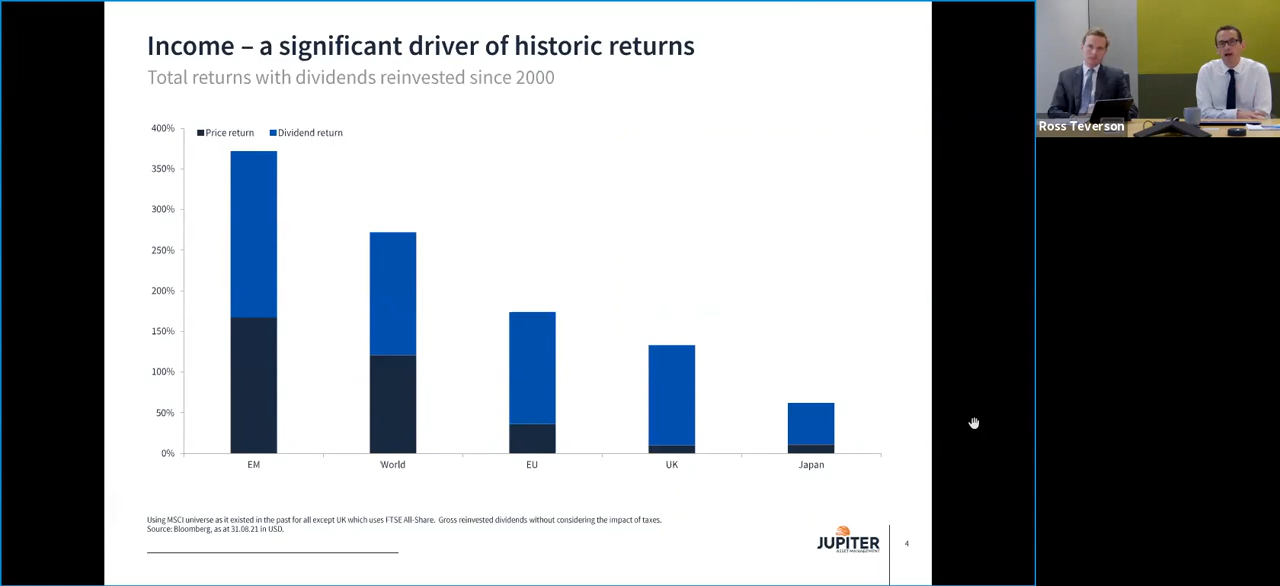 Income – a significant driver of historic returns
Total returns with dividends reinvested since 2000
Price return
Dividend return
400%
350%
300%
250%
200%
150%
100%
50%
0%
EM
World
EU
UK
Japan
Using MSCI universe as it existed in the past for all except UK which uses FTSE All-Share. Gross reinvested dividends without considering the impact of taxes.
Source: Bloomberg, as at 31.08.21 in USD.
JUPITER
ASSET MANAGEMENT
4
Ross Teverson